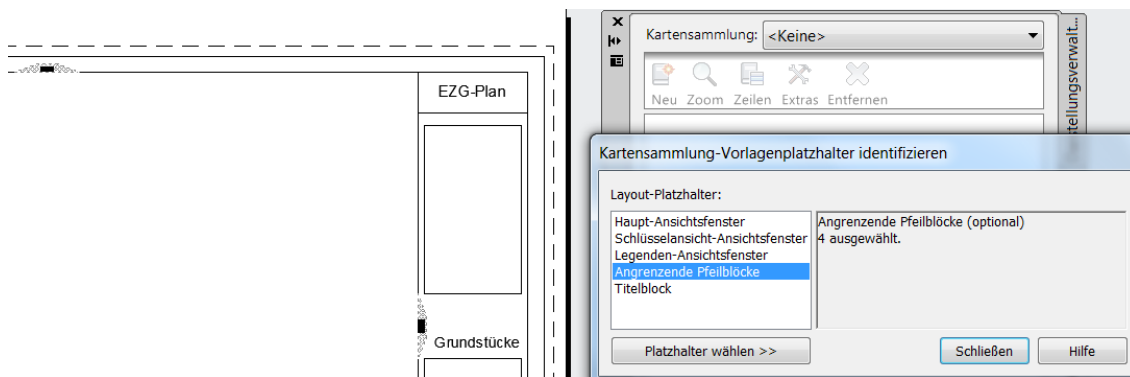 EZG-Plan
Grundstücke
Kartensammlung: <Keine>
Neu Zoom Zeilen Extras Entfernen
Kartensammlung-Vorlagenplatzhalter identifizieren
Layout-Platzhalter:
Haupt-Ansichtsfenster
Schlüsselansicht-Ansichtsfenster
Legenden-Ansichtsfenster
Angrenzende Pfeilblöcke
Titelblock
Angrenzende Pfeilblöcke (optional)
4 ausgewählt.
Platzhalter wählen >>
Schließen
Hilfe